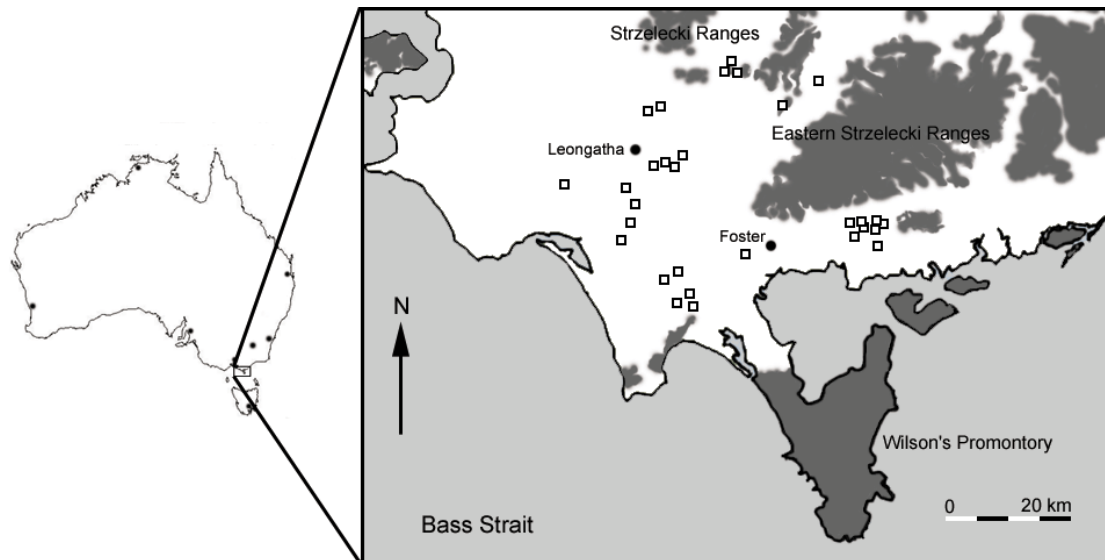 Strzelecki Ranges
Eastern Strzelecki Ranges
Leongatha
Foster
N
Wilson's Promontory
0 20 km
Bass Strait